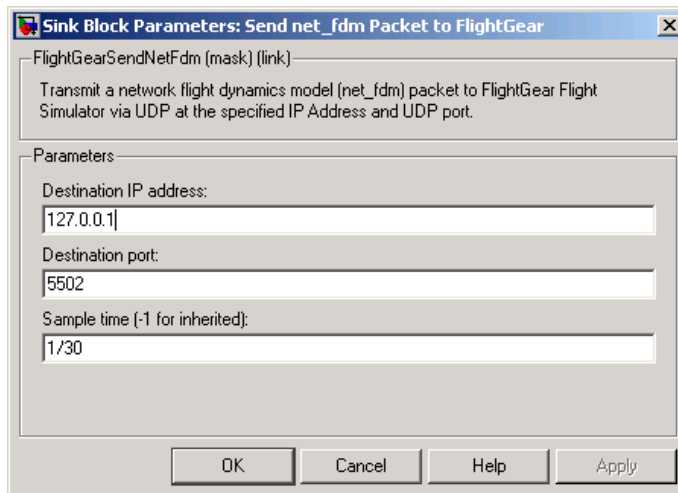 Sink Block Parameters: Send net_fdm Packet to FlightGear
FlightGearSendNetFdm (mask) (link)
Transmit a network flight dynamics model (net_fdm) packet to FlightGear Flight
Simulator via UDP at the specified IP Address and UDP port.
Parameters
Destination IP address:
127.0.0.1
Destination port:
5502
Sample time (-1 for inherited):
1/30
OK Cancel Help Apply